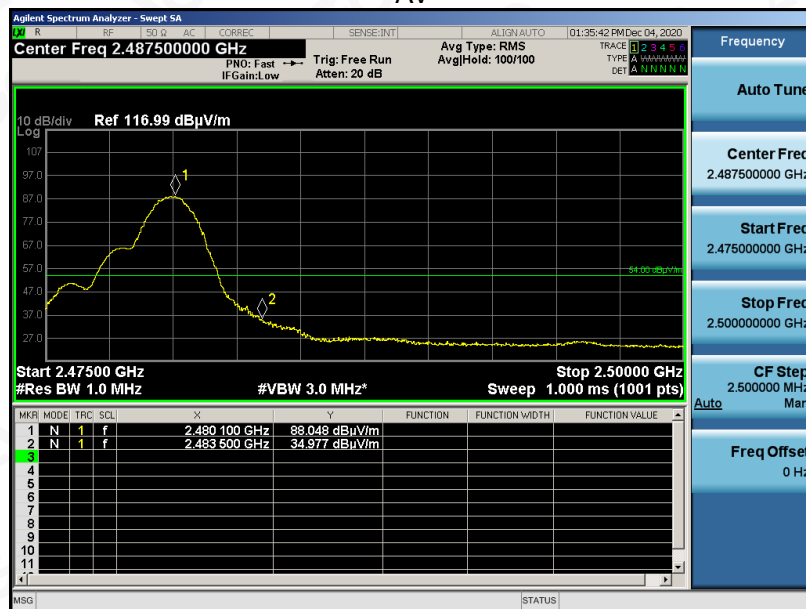 AV
Agilent Spectrum Analyzer - Swept SA
LXI R RF 50 Ω AC CORREC SENSE:INT ALIGN AUTO 01:35:42 PM Dec 04, 2020
Center Freq 2.487500000 GHz
PNO: Fast
IFGain:Low
Trig: Free Run
Atten: 20 dB
Avg Type: RMS
Avg|Hold: 100/100
TRACE 1 2 3 4 5 6
TYPE A WWWWW
DET A N N N N N
10 dB/div Ref 116.99 dBµV/m
Log
107
97.0
87.0
77.0
67.0
57.0
47.0
37.0
27.0
1
2
54.00 dBµV/m
Start 2.47500 GHz Stop 2.50000 GHz
#Res BW 1.0 MHz #VBW 3.0 MHz* Sweep 1.000 ms (1001 pts)
MKR MODE TRC SCL X Y FUNCTION FUNCTION WIDTH FUNCTION VALUE
1 N 1 f 2.480 100 GHz 88.048 dBµV/m
2 N 1 f 2.483 500 GHz 34.977 dBµV/m
3
4
5
6
7
8
9
10
11
MSG STATUS
Frequency
Auto Tune
Center Freq
2.487500000 GHz
Start Freq
2.475000000 GHz
Stop Freq
2.500000000 GHz
CF Step
2.500000 MHz
Auto Man
Freq Offset
0 Hz